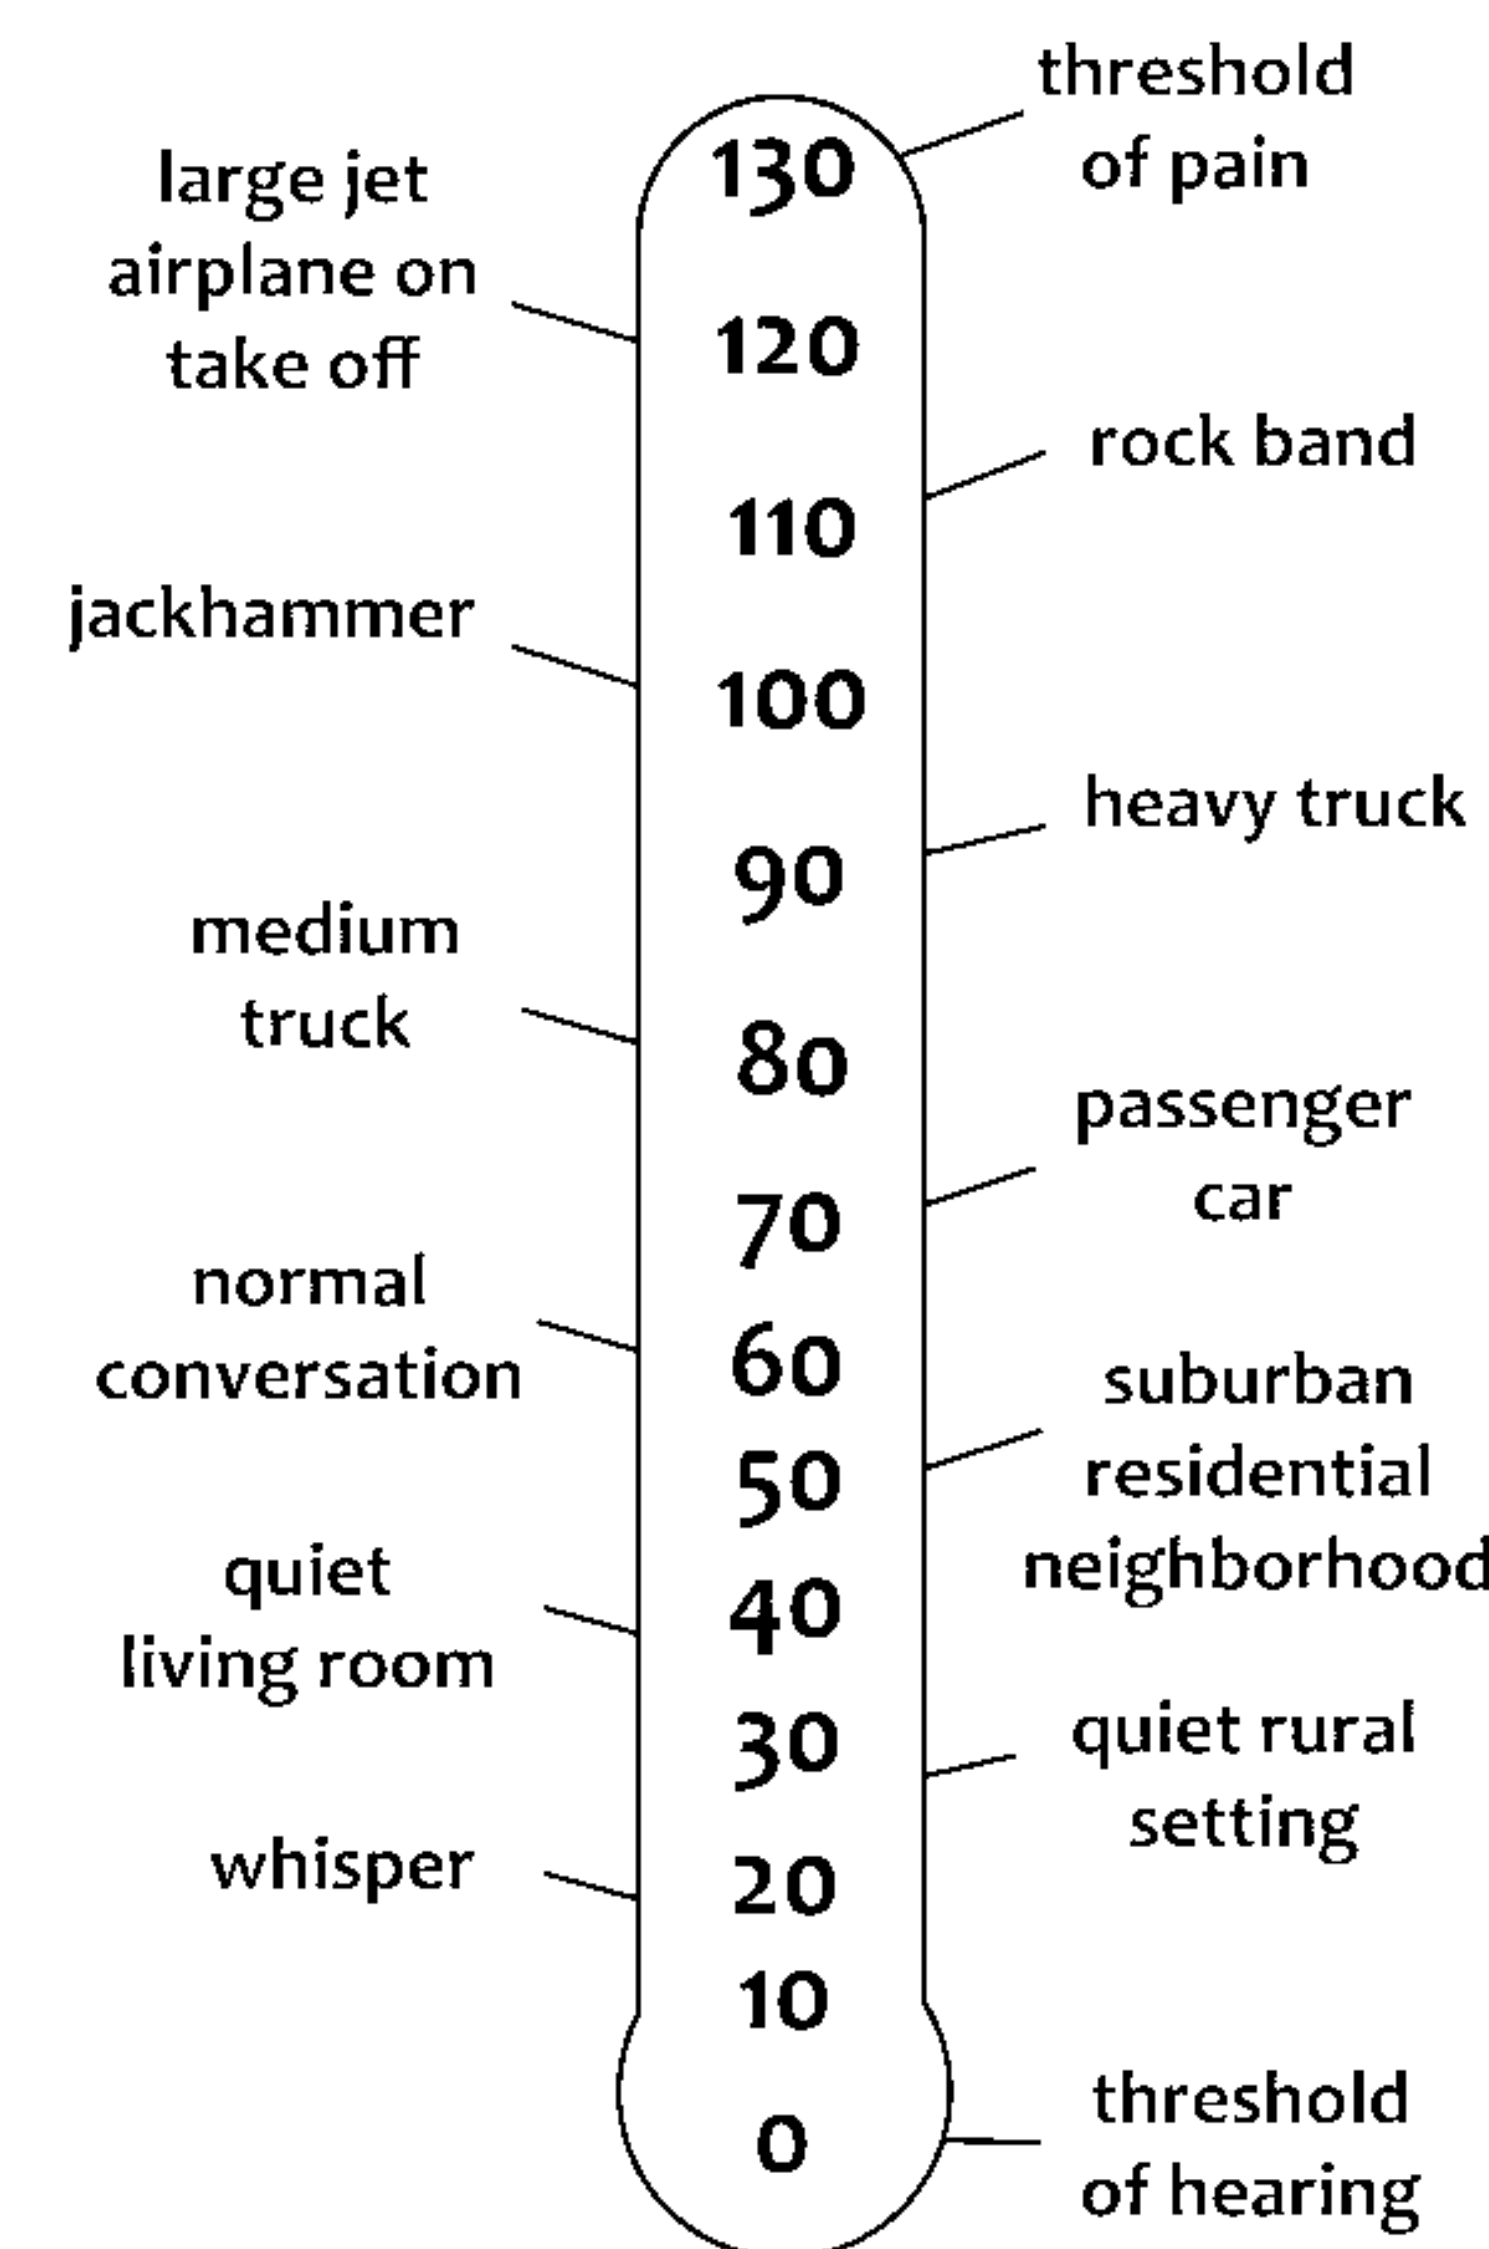 threshold
of pain
130
large jet
airplane on
take off
120
rock band
110
jackhammer
100
heavy truck
90
medium
truck
80
passenger
car
70
normal
conversation
60
suburban
residential
neighborhood
50
quiet
living room
40
30
quiet rural
setting
whisper
20
10
threshold
of hearing
0